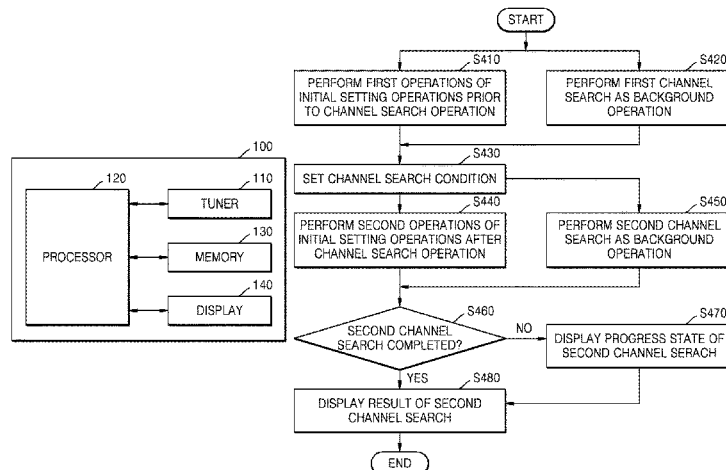 START
S410
PERFORM FIRST OPERATIONS OF
INITIAL SETTING OPERATIONS PRIOR
TO CHANNEL SEARCH OPERATION
S420
PERFORM FIRST CHANNEL
SEARCH AS BACKGROUND
OPERATION
100
120
PROCESSOR
110
TUNER
130
MEMORY
140
DISPLAY
S430
SET CHANNEL SEARCH CONDITION
S440
PERFORM SECOND OPERATIONS OF
INITIAL SETTING OPERATIONS AFTER
CHANNEL SEARCH OPERATION
S450
PERFORM SECOND CHANNEL
SEARCH AS BACKGROUND
OPERATION
S460
SECOND CHANNEL
SEARCH COMPLETED?
NO
S470
DISPLAY PROGRESS STATE OF
SECOND CHANNEL SERACH
YES
S480
DISPLAY RESULT OF SECOND
CHANNEL SEARCH
END